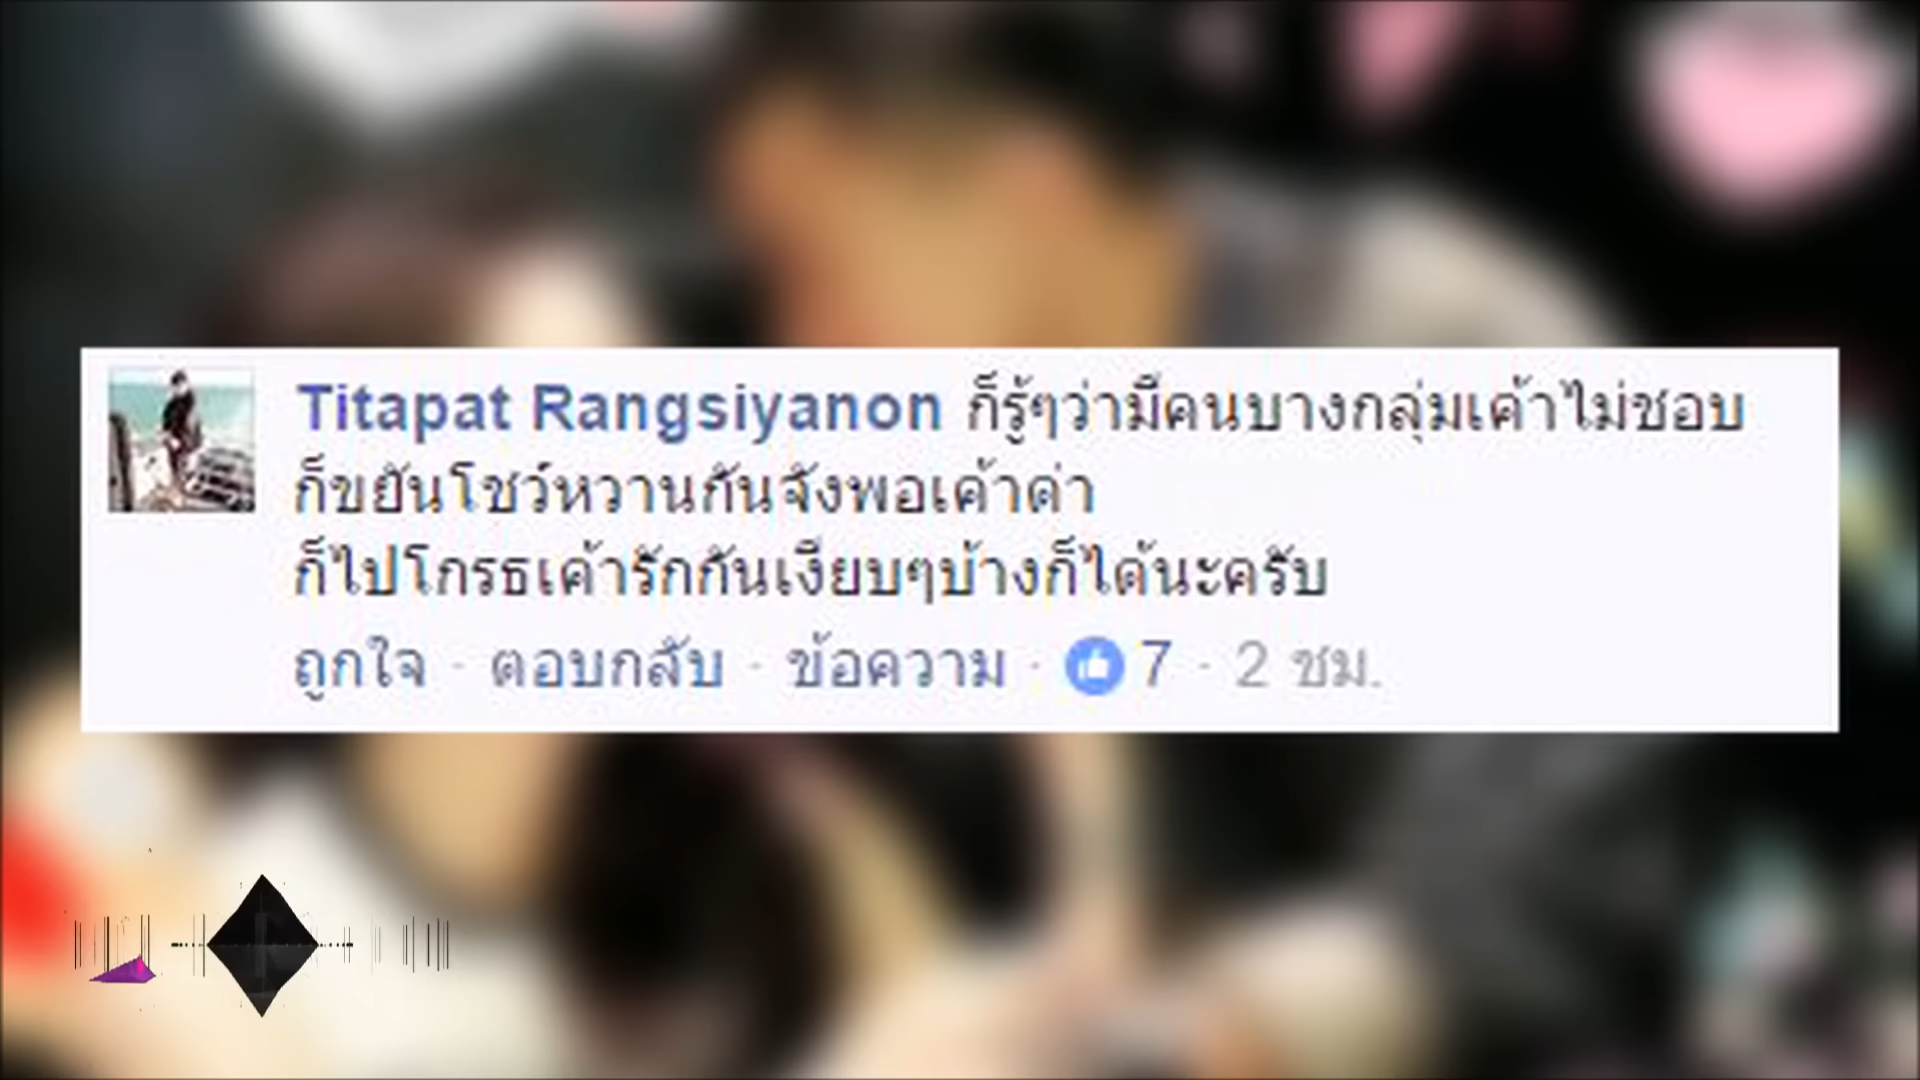 Titapat Rangsiyanon ก็รู้ๆว่ามีคนบางกลุ่มเค้าไม่ชอบ
ก็ขยันโชว์หวานกันจังพอเค้าด่า
ก็ไปโกรธเค้ารักกันเงียบๆบ้างก็ได้นะครับ
ถูกใจ · ตอบกลับ · ข้อความ · 7 · 2 ชม.